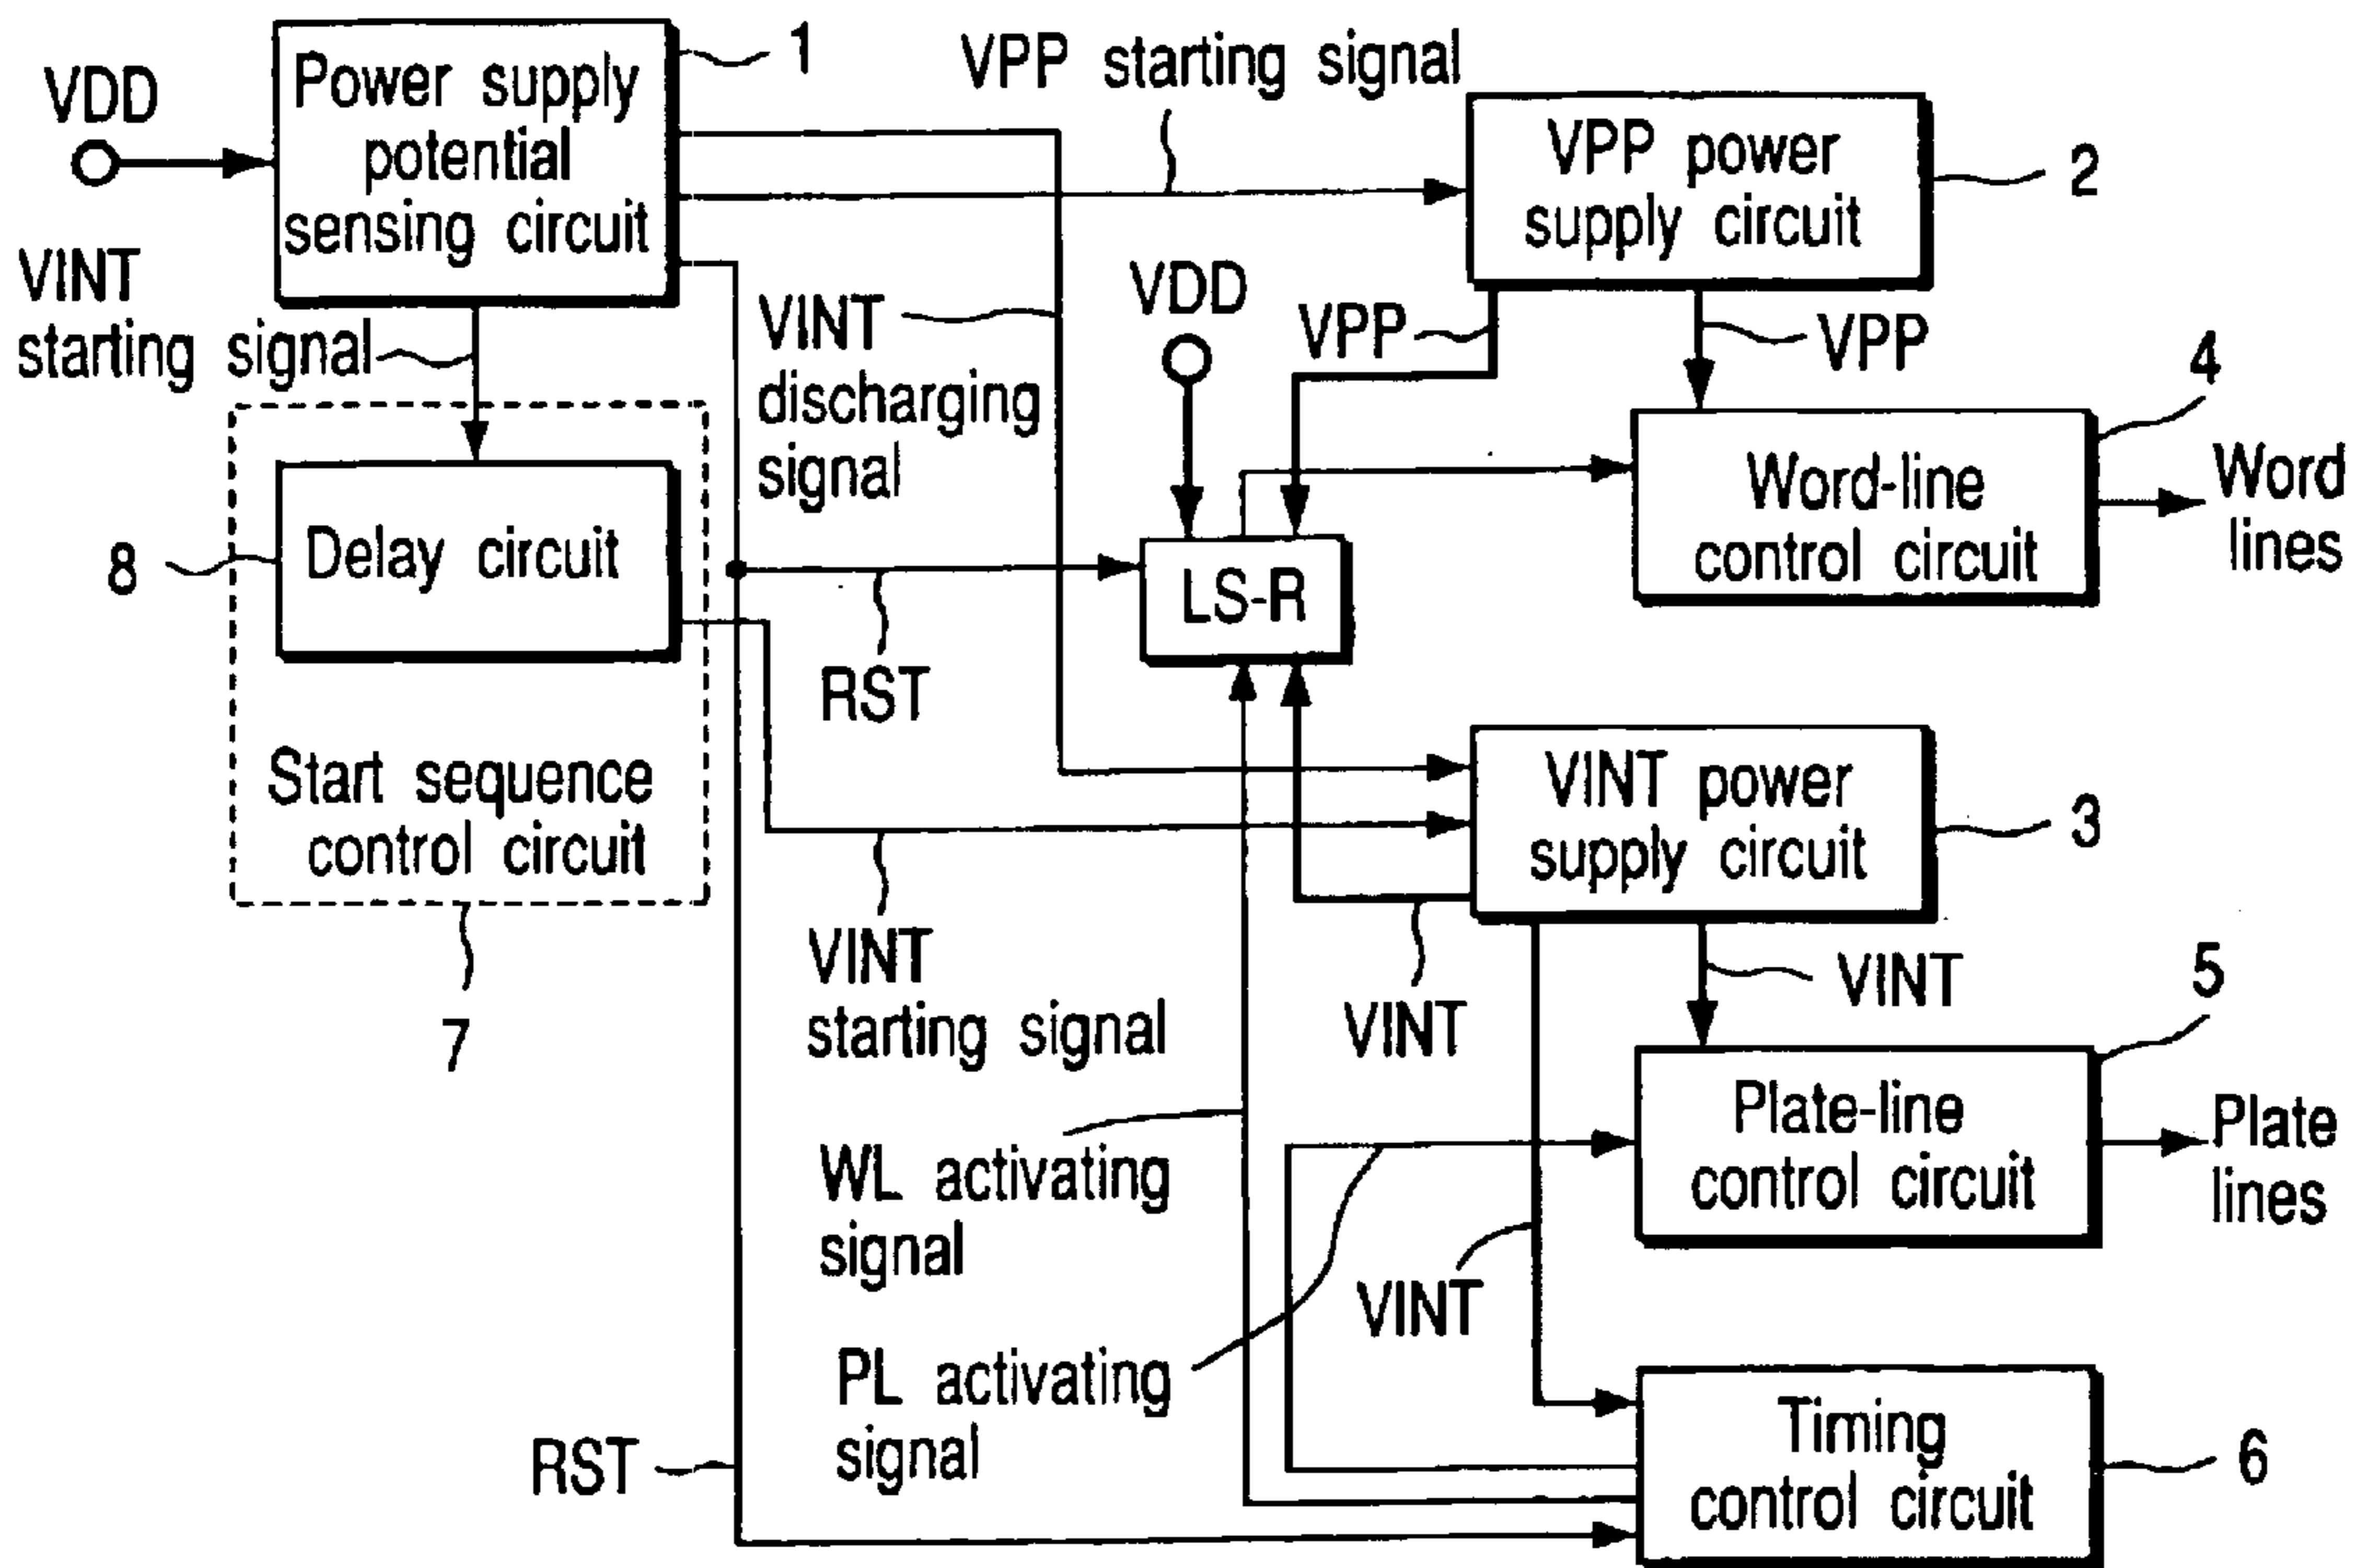 VDD
Power supply
potential
sensing circuit
1
VPP starting signal
VPP power
supply circuit
2
VINT
starting signal
VINT
discharging
signal
VDD
VPP
VPP
4
Word-line
control circuit
Word
lines
8
Delay circuit
LS-R
RST
Start sequence
control circuit
7
VINT power
supply circuit
3
VINT
starting signal
VINT
VINT
5
Plate-line
control circuit
Plate
lines
WL activating
signal
VINT
PL activating
signal
RST
Timing
control circuit
6